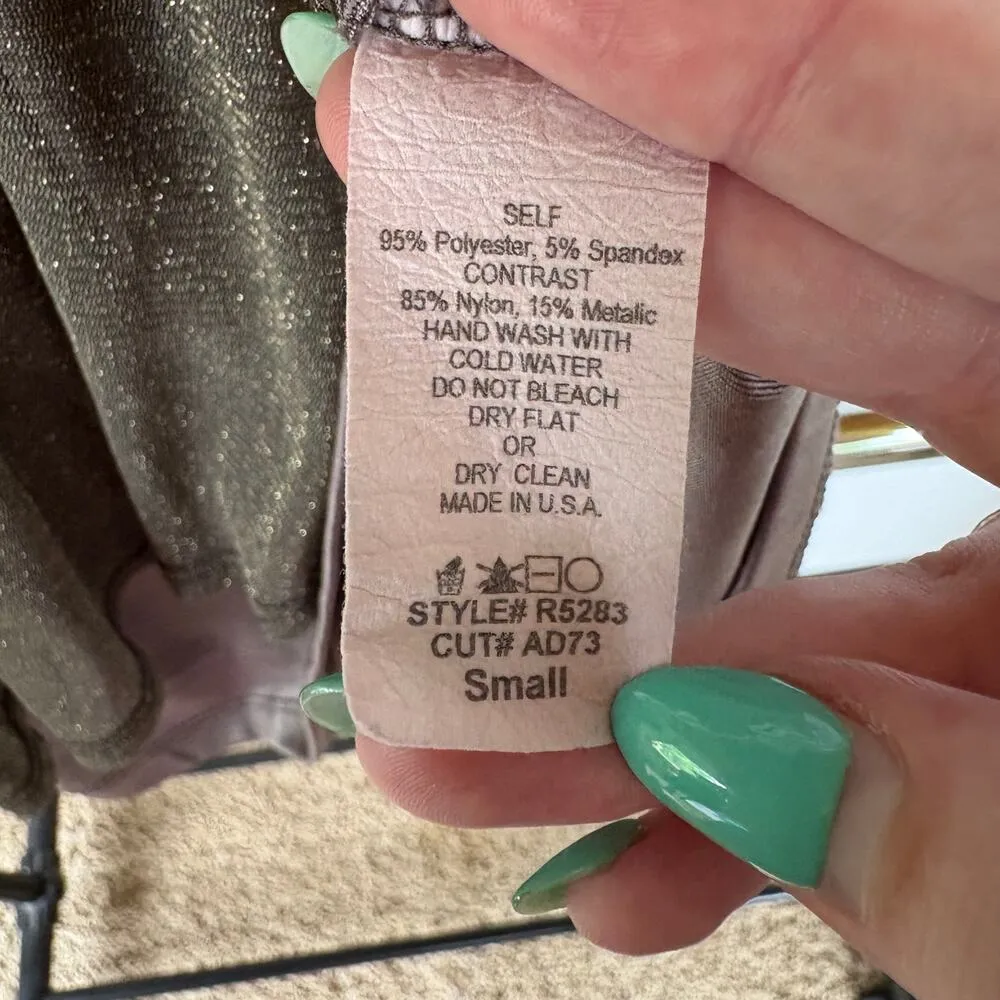 SELF
95% Polyester, 5% Spandex
CONTRAST
85% Nylon, 15% Metalic
HAND WASH WITH
COLD WATER
DO NOT BLEACH
DRY FLAT
OR
DRY CLEAN
MADE IN U.S.A.
STYLE# R5283
CUT# AD73
Small